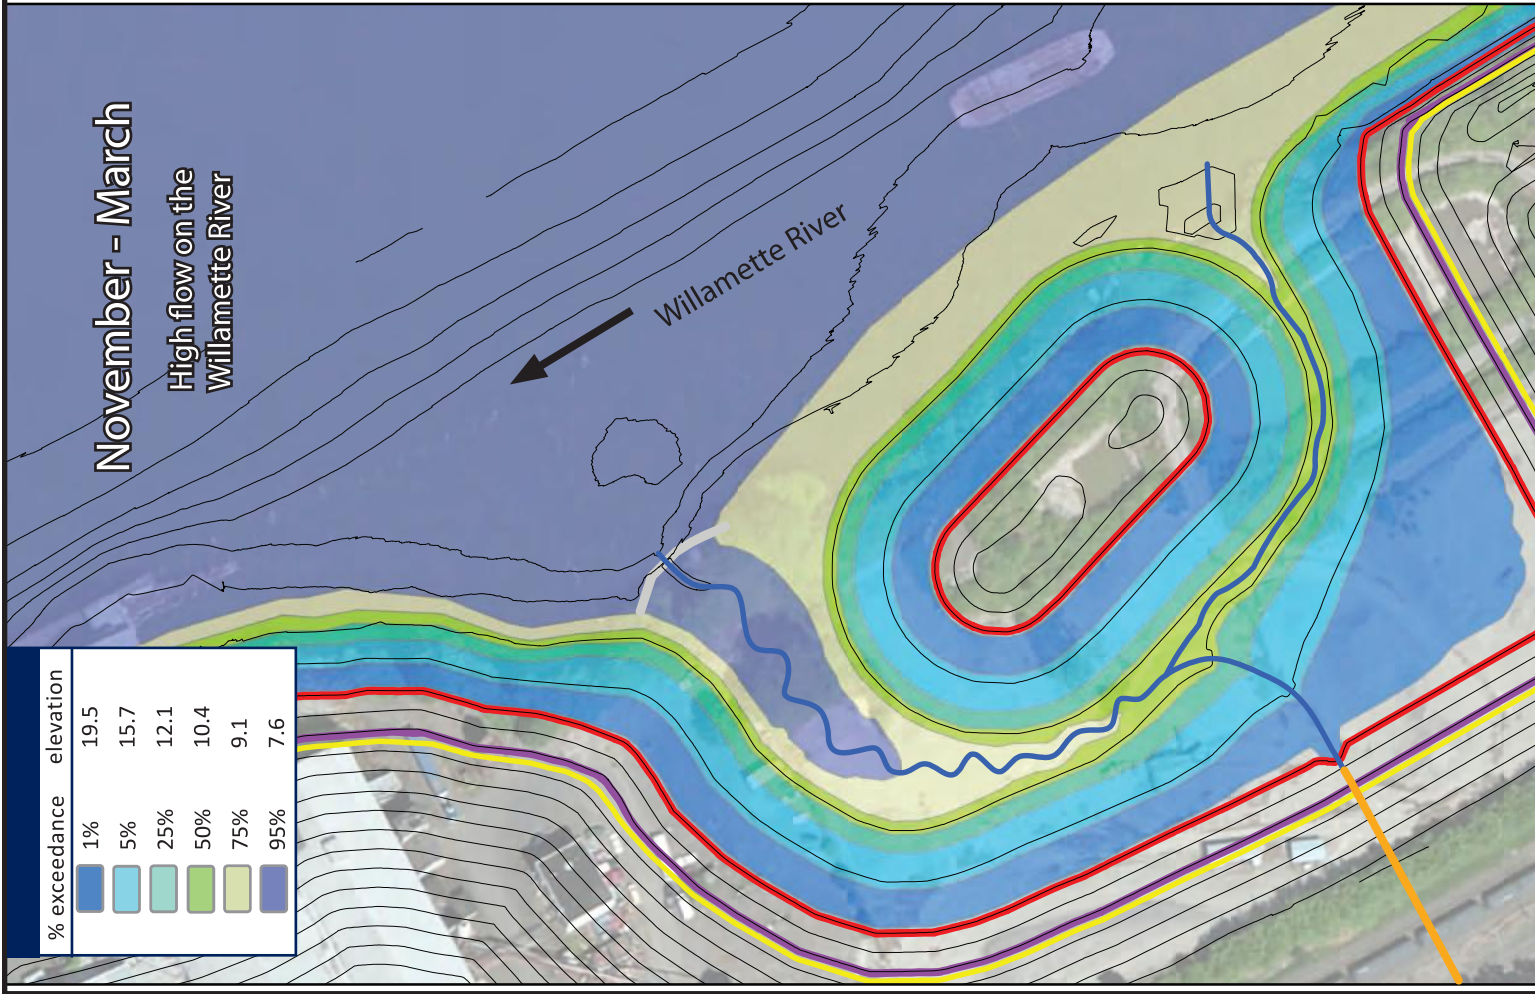 November - March
High flow on the
Willamette River
Willamette River
% exceedance elevation
1% 19.5
5% 15.7
25% 12.1
50% 10.4
75% 9.1
95% 7.6